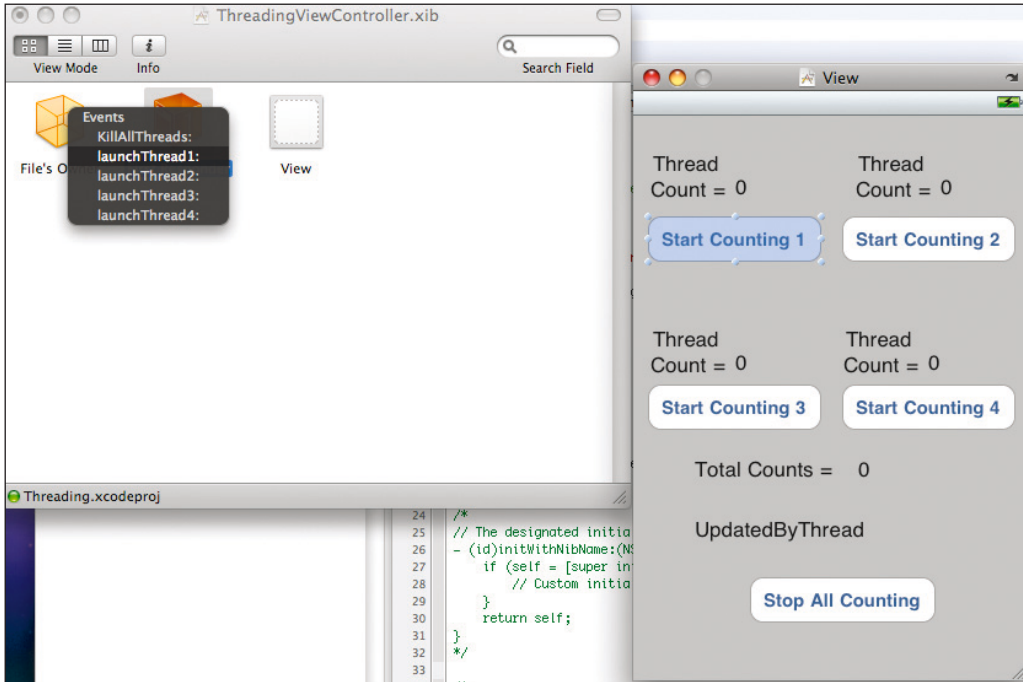 ThreadingViewController.xib
View Mode
Info
Search Field
File's
View
Events
KillAllThreads:
launchThread1:
launchThread2:
launchThread3:
launchThread4:
Threading.xcodeproj
24 /*
25 // The designated initia
26 - (id)initWithNibName:(NS
27 if (self = [super in
28 // Custom initia
29 }
30 return self;
31 }
32 */
33
View
Thread
Count = 0
Start Counting 1
Thread
Count = 0
Start Counting 2
Thread
Count = 0
Start Counting 3
Thread
Count = 0
Start Counting 4
Total Counts = 0
UpdatedByThread
Stop All Counting